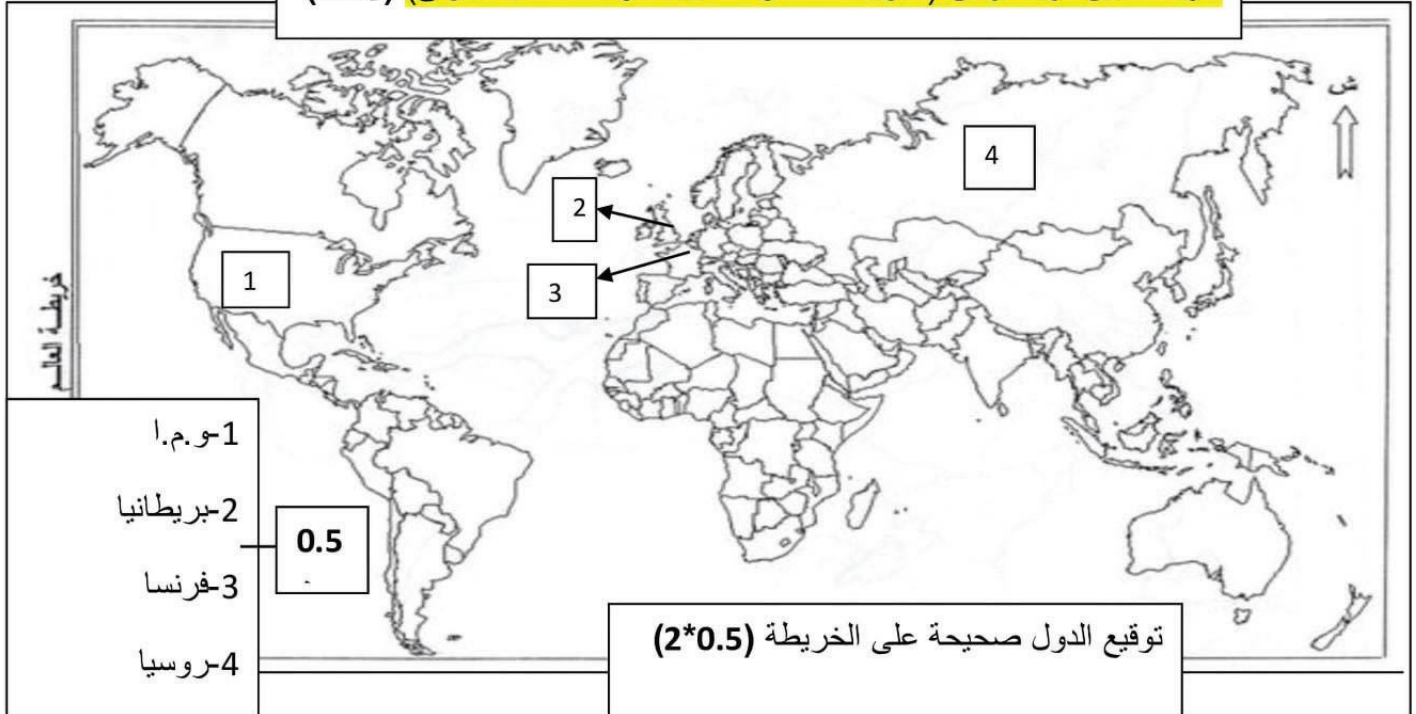 ش
4
2
3
1
خريطة العالم
1-و.م.ا
2-بريطانيا
3-فرنسا
4-روسيا
0.5
توقيع الدول صحيحة على الخريطة (0.5*2)